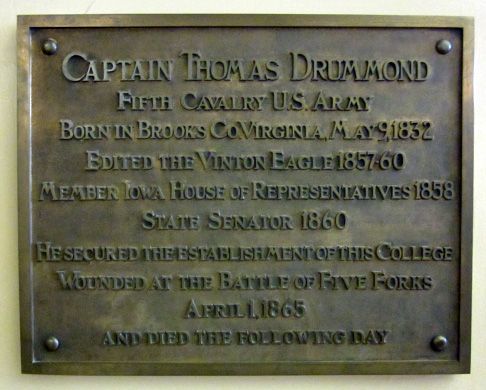 CAPTAIN THOMAS DRUMMOND
FIFTH CAVALRY U.S. ARMY
BORN IN BROOKS CO. VIRGINIA, MAY 9, 1832
EDITED THE VINTON EAGLE 1857-60
MEMBER IOWA HOUSE OF REPRESENTATIVES 1858
STATE SENATOR 1860
HE SECURED THE ESTABLISHMENT OF THIS COLLEGE
WOUNDED AT THE BATTLE OF FIVE FORKS
APRIL 1, 1865
AND DIED THE FOLLOWING DAY